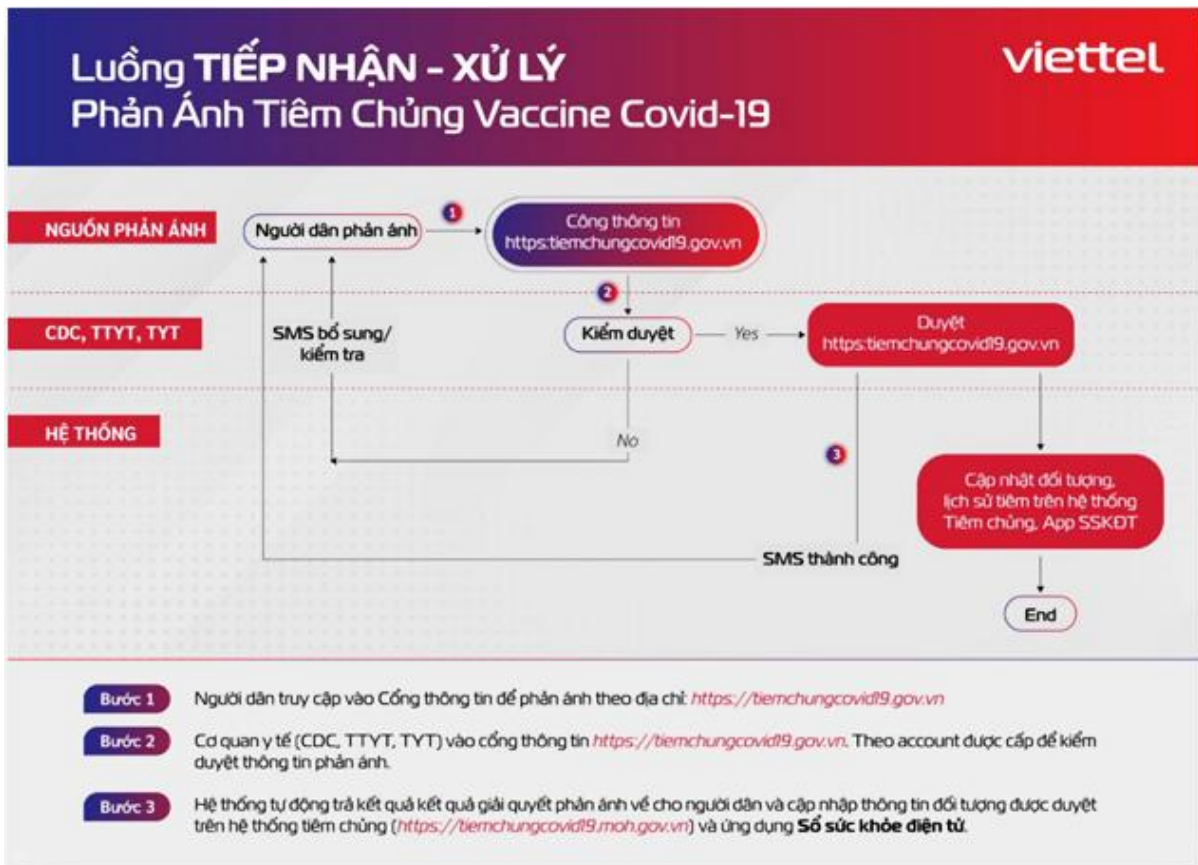 Luồng TIẾP NHẬN - XỬ LÝ
Phản Ánh Tiêm Chủng Vaccine Covid-19
viettel
NGUỒN PHẢN ÁNH
Người dân phản ánh
1
Cổng thông tin
https:tiemchungcovid19.gov.vn
2
CDC, TTYT, TYT
SMS bổ sung/
kiểm tra
Kiểm duyệt
Yes
Duyệt
https:tiemchungcovid19.gov.vn
HỆ THỐNG
No
3
Cập nhật đối tượng,
lịch sử tiêm trên hệ thống
Tiêm chủng, App SSKĐT
SMS thành công
End
Bước 1 Người dân truy cập vào Cổng thông tin để phản ánh theo địa chỉ: https://tiemchungcovid19.gov.vn
Bước 2 Cơ quan y tế (CDC, TTYT, TYT) vào cổng thông tin https://tiemchungcovid19.gov.vn. Theo account được cấp để kiểm
duyệt thông tin phản ánh.
Bước 3 Hệ thống tự động trả kết quả kết quả giải quyết phản ánh về cho người dân và cập nhập thông tin đối tượng được duyệt
trên hệ thống tiêm chủng (https://tiemchungcovid19.moh.gov.vn) và ứng dụng Sổ sức khỏe điện tử.